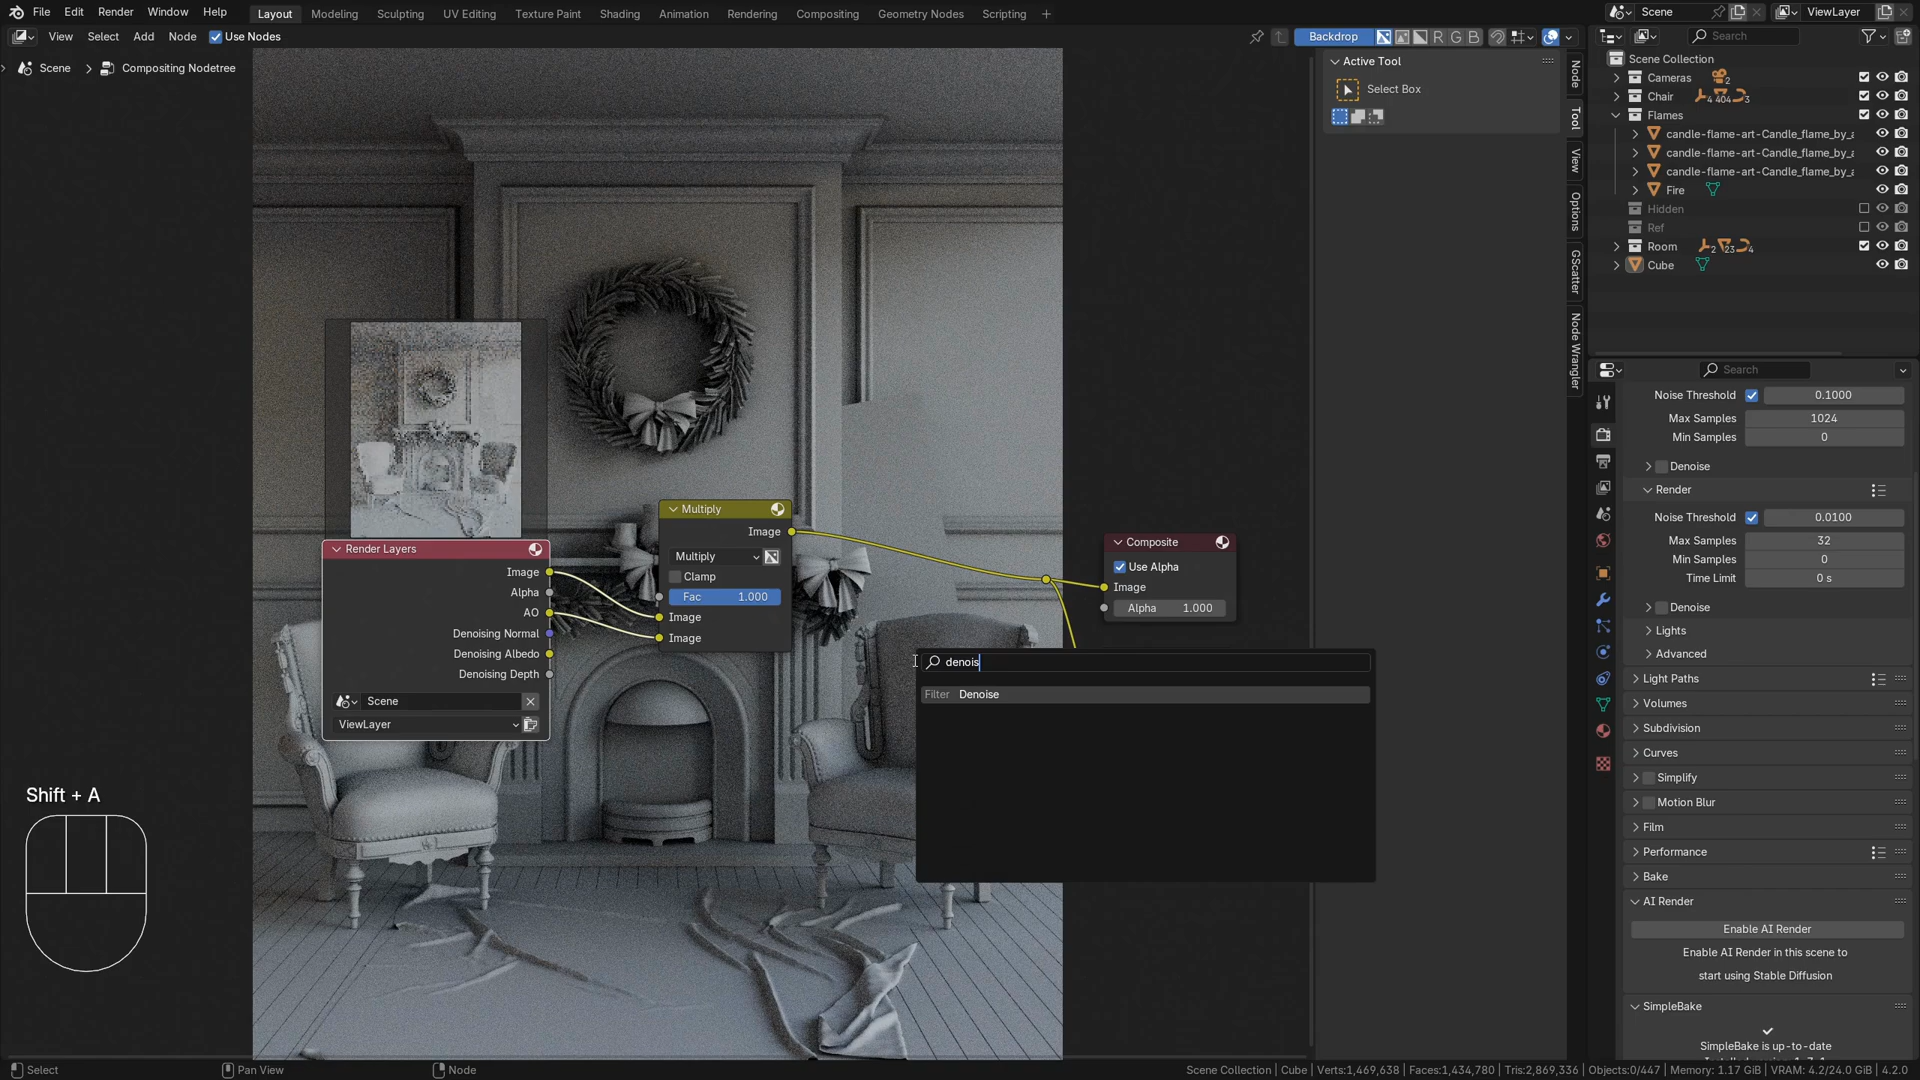 File Edit Render Window Help Layout Modeling Sculpting UV Editing Texture Paint Shading Animation Rendering Compositing Geometry Nodes Scripting + Scene ViewLayer
View Select Add Node Use Nodes Backdrop R G B Search
Scene > Compositing Nodetree
Active Tool
Select Box
Node
Tool
View
Options
GScatter
Node Wrangler
Scene Collection
Cameras 2
Chair 4 404 3
Flames
candle-flame-art-Candle_flame_by_a
candle-flame-art-Candle_flame_by_a
candle-flame-art-Candle_flame_by_a
Fire
Hidden
Ref
Room 2 23 4
Cube
Search
Noise Threshold 0.1000
Max Samples 1024
Min Samples 0
Denoise
Render
Noise Threshold 0.0100
Max Samples 32
Min Samples 0
Time Limit 0 s
Denoise
Lights
Advanced
Light Paths
Volumes
Subdivision
Curves
Simplify
Motion Blur
Film
Performance
Bake
AI Render
Enable AI Render
Enable AI Render in this scene to
start using Stable Diffusion
SimpleBake
SimpleBake is up-to-date
Render Layers
Image
Alpha
AO
Denoising Normal
Denoising Albedo
Denoising Depth
Scene
ViewLayer
Multiply
Image
Multiply
Clamp
Fac 1.000
Image
Image
Composite
Use Alpha
Image
Alpha 1.000
denois
Filter Denoise
Shift + A
Select Pan View Node Scene Collection | Cube | Verts:1,469,638 | Faces:1,434,780 | Tris:2,869,336 | Objects:0/447 | Memory: 1.17 GiB | VRAM: 4.2/24.0 GiB | 4.2.0